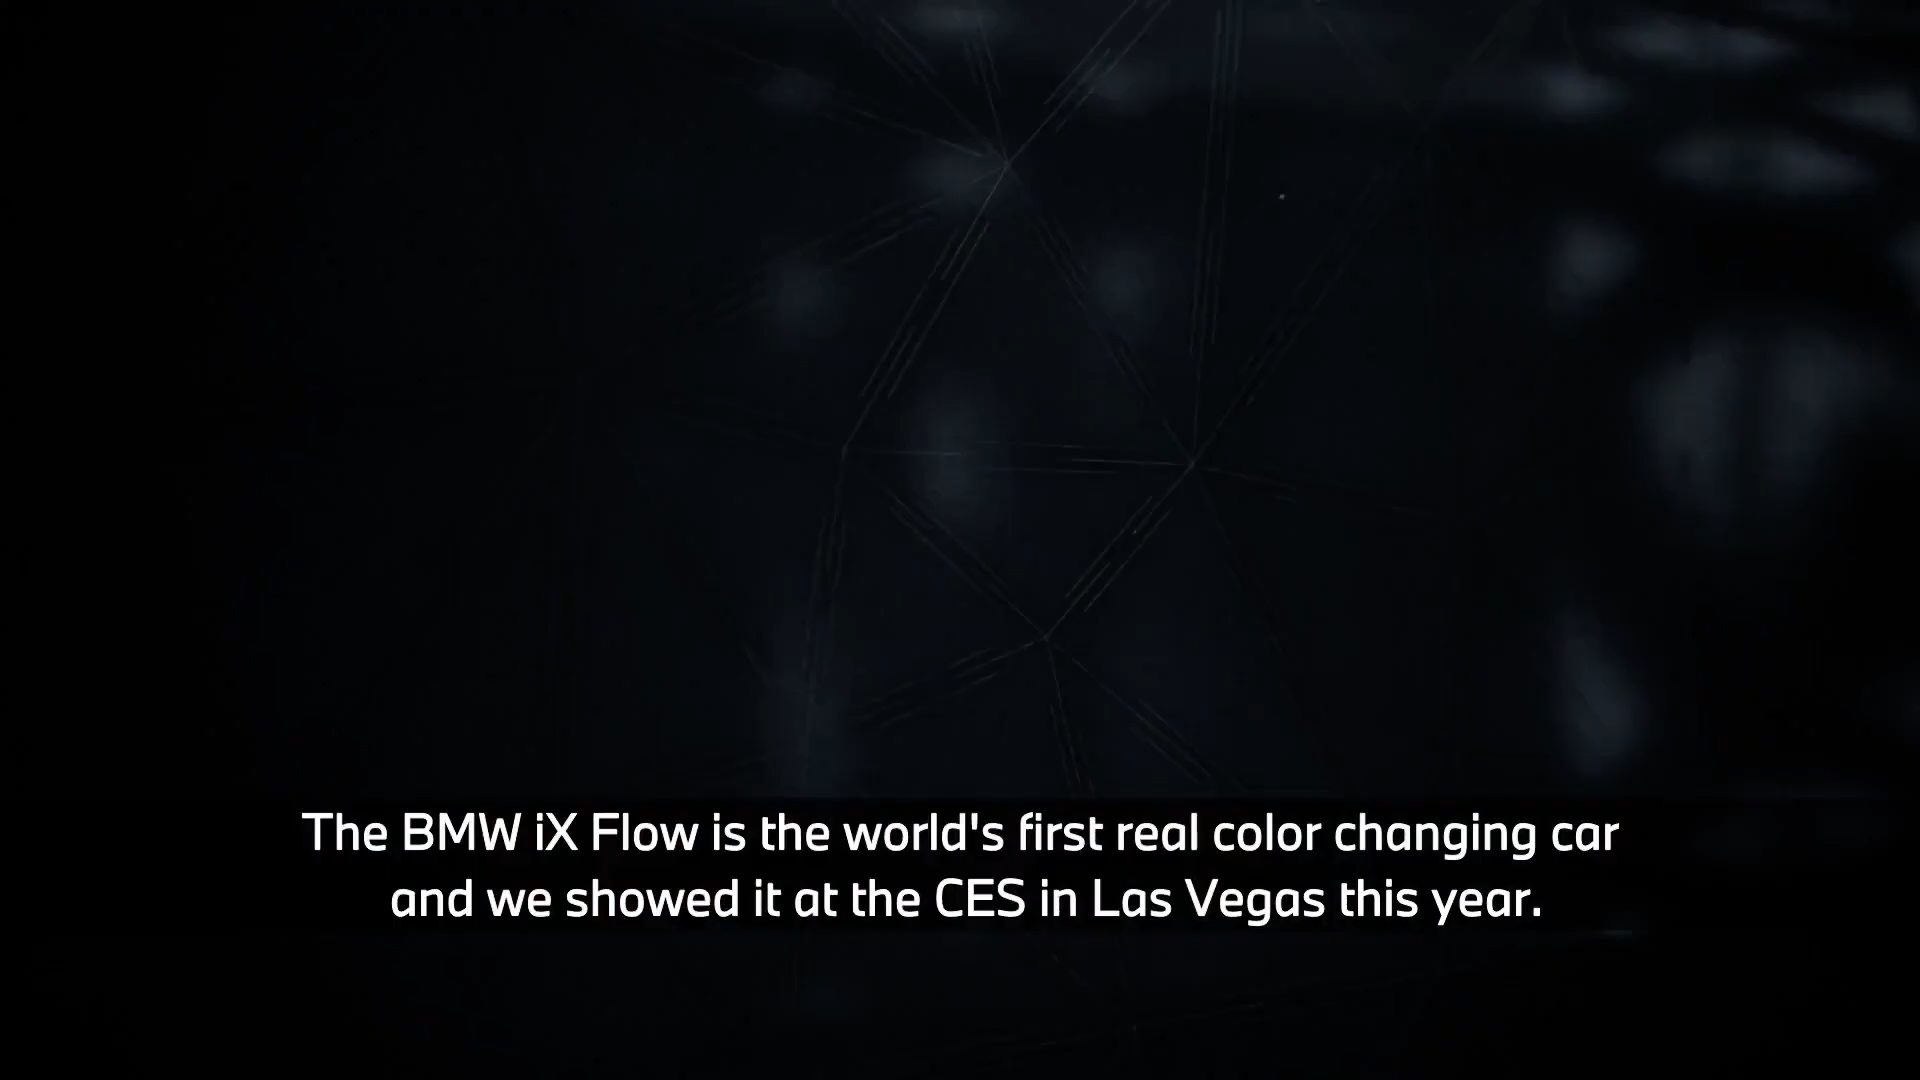 The BMW iX Flow is the world's first real color changing car
and we showed it at the CES in Las Vegas this year.